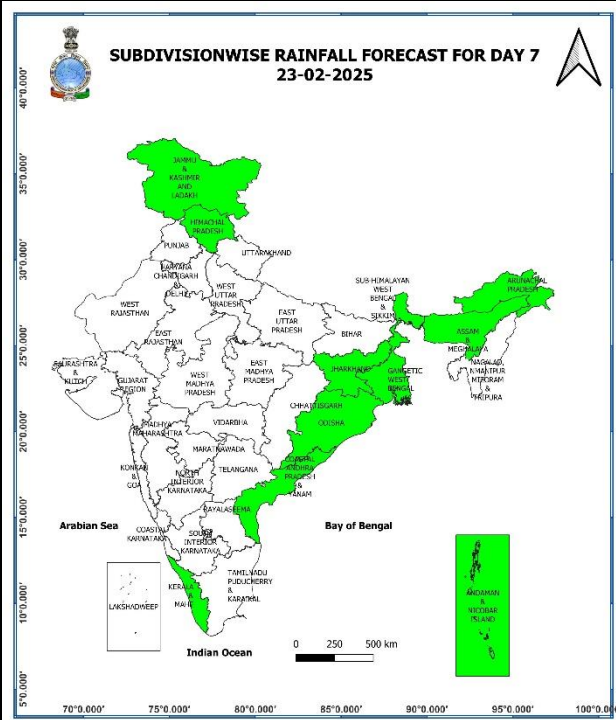 SUBDIVISIONWISE RAINFALL FORECAST FOR DAY 7
23-02-2025
40°0.000'
35°0.000'
30°0.000'
25°0.000'
20°0.000'
15°0.000'
10°0.000'
5°0.000'
JAMMU
&
KASHMIR
AND
LADAKH
HIMACHAL
PRADESH
PUNJAB
UTTARAKHAND
HARYANA
CHANDIGARH
&
DELHI
WEST
UTTAR
PRADESH
WEST
RAJASTHAN
EAST
UTTAR
PRADESH
SUB-HIMALAYAN
WEST
BENGAL
&
SIKKIM
ARUNACHAL
PRADESH
EAST
RAJASTHAN
BIHAR
ASSAM
&
MEGHALAYA
NAGALAD,
MANIPUR
MIZORAM
&
TRIPURA
SAURASHTRA
&
KUTCH
GUJARAT
REGION
WEST
MADHYA
PRADESH
EAST
MADHYA
PRADESH
JHARKHAND
GANGETIC
WEST
BENGAL
CHHATTISGARH
ODISHA
MADHYA
MAHARASHTRA
VIDARBHA
MARATHAWADA
KONKAN
&
GOA
NORTH
INTERIOR
KARNATAKA
TELANGANA
COASTAL
ANDHRA
PRADESH
&
YANAM
RAYALASEEMA
Arabian Sea
Bay of Bengal
COASTAL
KARNATAKA
SOUTH
INTERIOR
KARNATAKA
TAMILNADU
PUDUCHERRY
&
KARAIKAL
KERALA
&
MAHE
LAKSHADWEEP
ANDAMAN
&
NICOBAR
ISLAND
Indian Ocean
0 250 500 km
70°0.000' 75°0.000' 80°0.000' 85°0.000' 90°0.000' 95°0.000' 100°0.000'